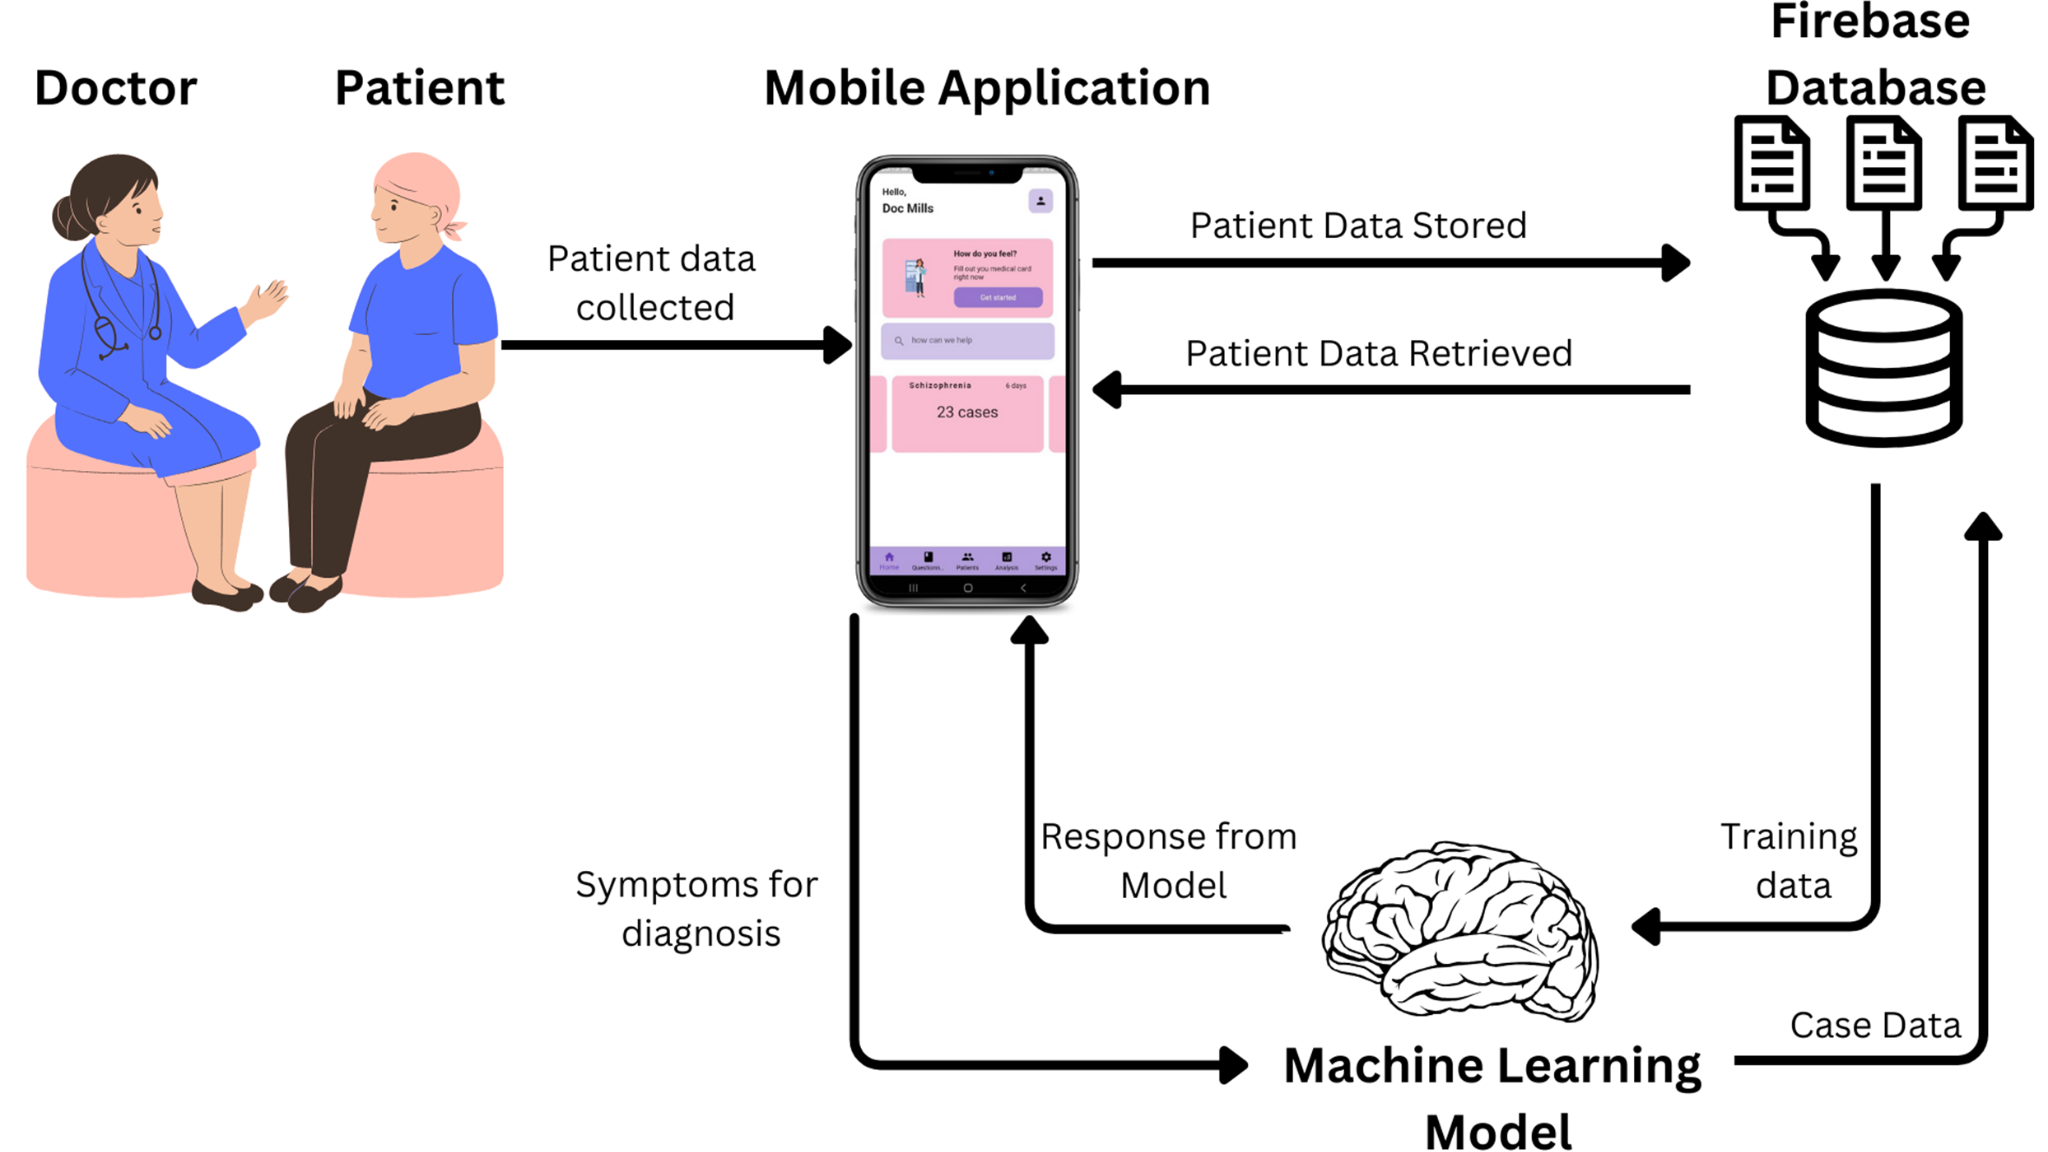 Doctor
Patient
Mobile Application
Firebase
Database
Patient data
collected
Patient Data Stored
Patient Data Retrieved
Hello,
Doc Mills
How do you feel?
Fill out you medical card
right now
Get started
how can we help
Schizophrenia
6 days
23 cases
Home
Questionn..
Patients
Analysis
Settings
Symptoms for
diagnosis
Response from
Model
Training
data
Case Data
Machine Learning
Model